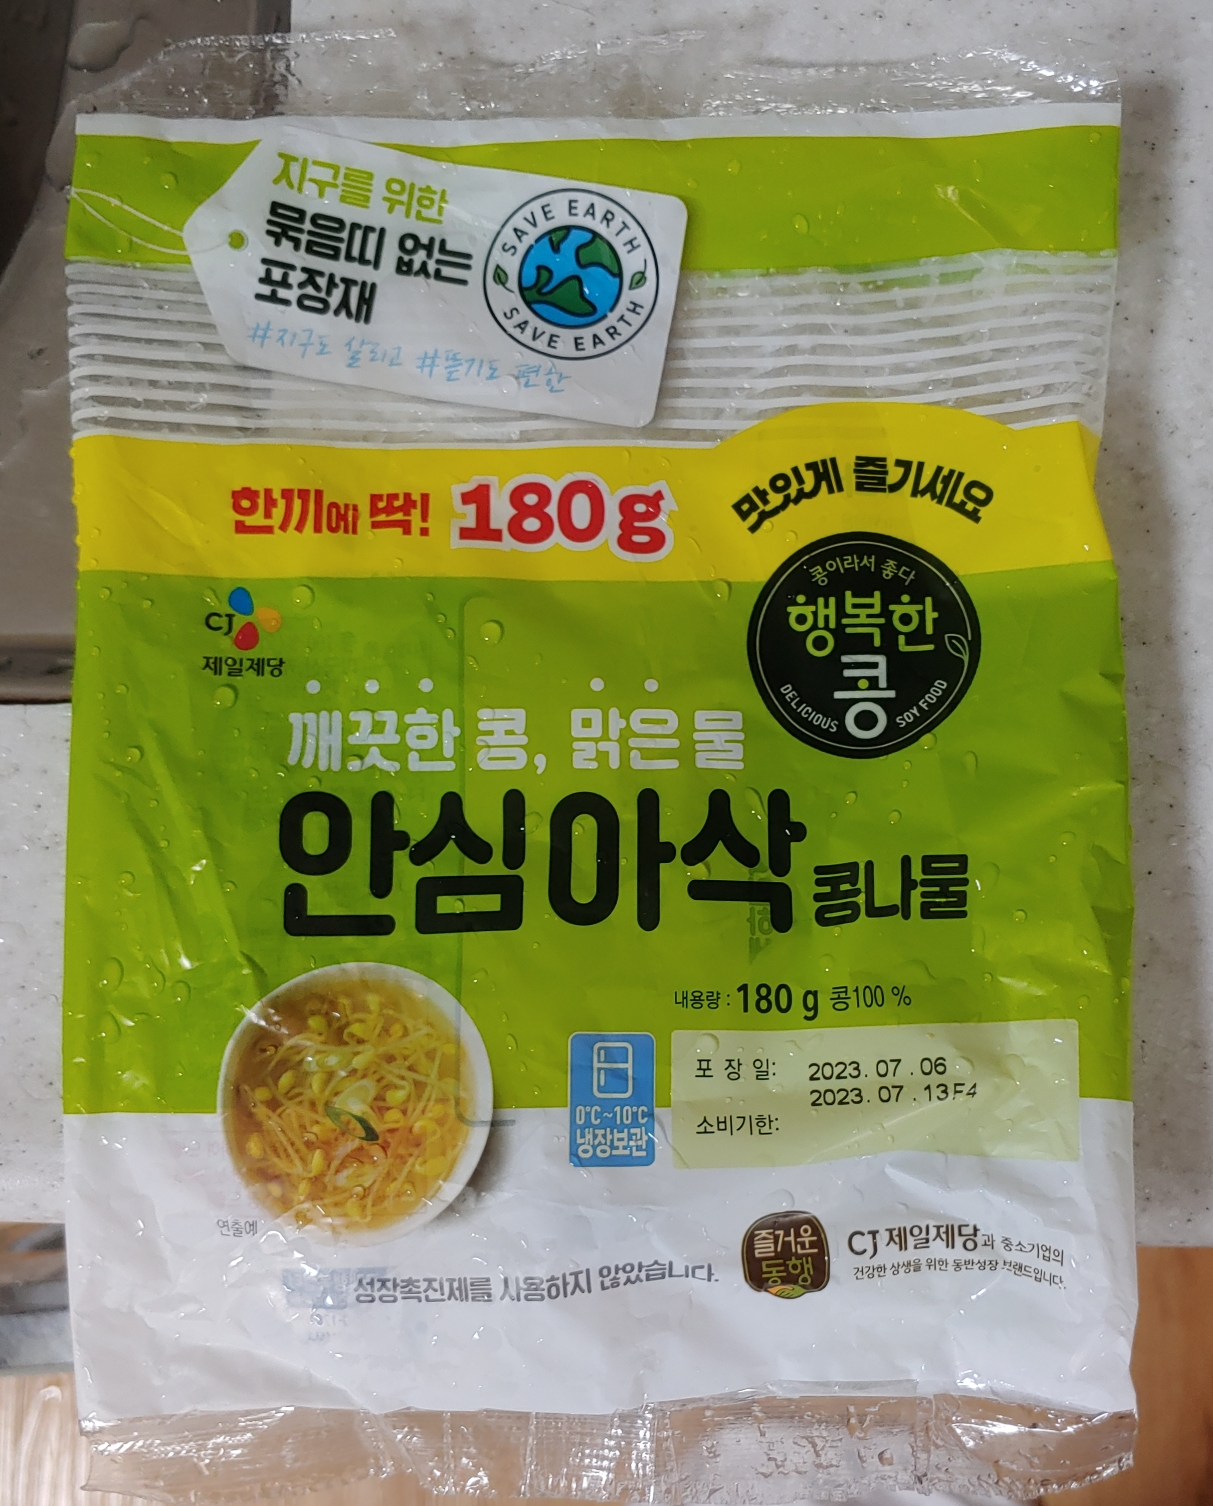 지구를 위한
묶음띠 없는
포장재
#지구도 살리고 #뜯기도 편한
SAVE EARTH
SAVE EARTH
한끼에 딱! 180g
맛있게 즐기세요
콩이라서 좋다
행복한
콩
DELICIOUS SOY FOOD
CJ
제일제당
깨끗한 콩, 맑은 물
안심아삭 콩나물
내용량 : 180 g 콩100 %
0°C~10°C
냉장보관
포 장 일: 2023. 07 . 06
2023. 07 . 13F4
소비기한:
연출예
성장촉진제를 사용하지 않았습니다.
즐거운
동행
CJ 제일제당과 중소기업의
건강한 상생을 위한 동반성장 브랜드입니다.